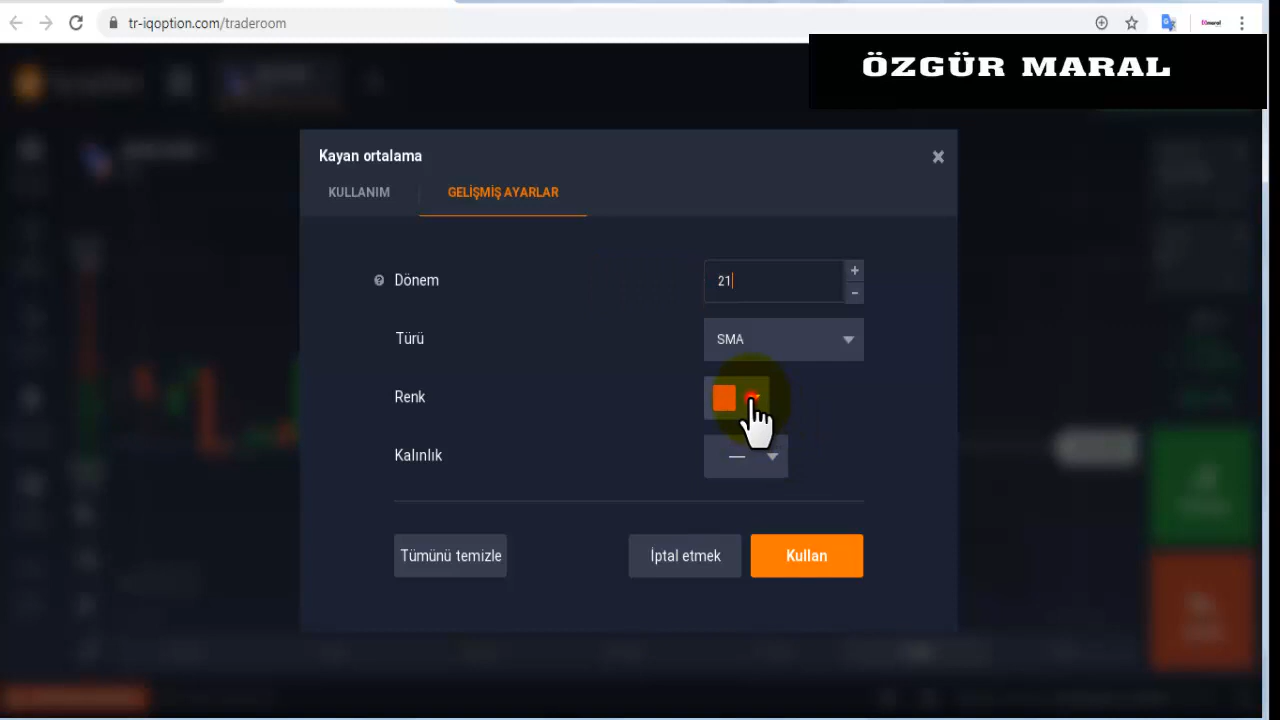 tr-iqoption.com/traderoom
ÖZGÜR MARAL
Kayan ortalama
KULLANIM
GELİŞMİŞ AYARLAR
Dönem
21
Türü
SMA
Renk
Kalınlık
Tümünü temizle
İptal etmek
Kullan